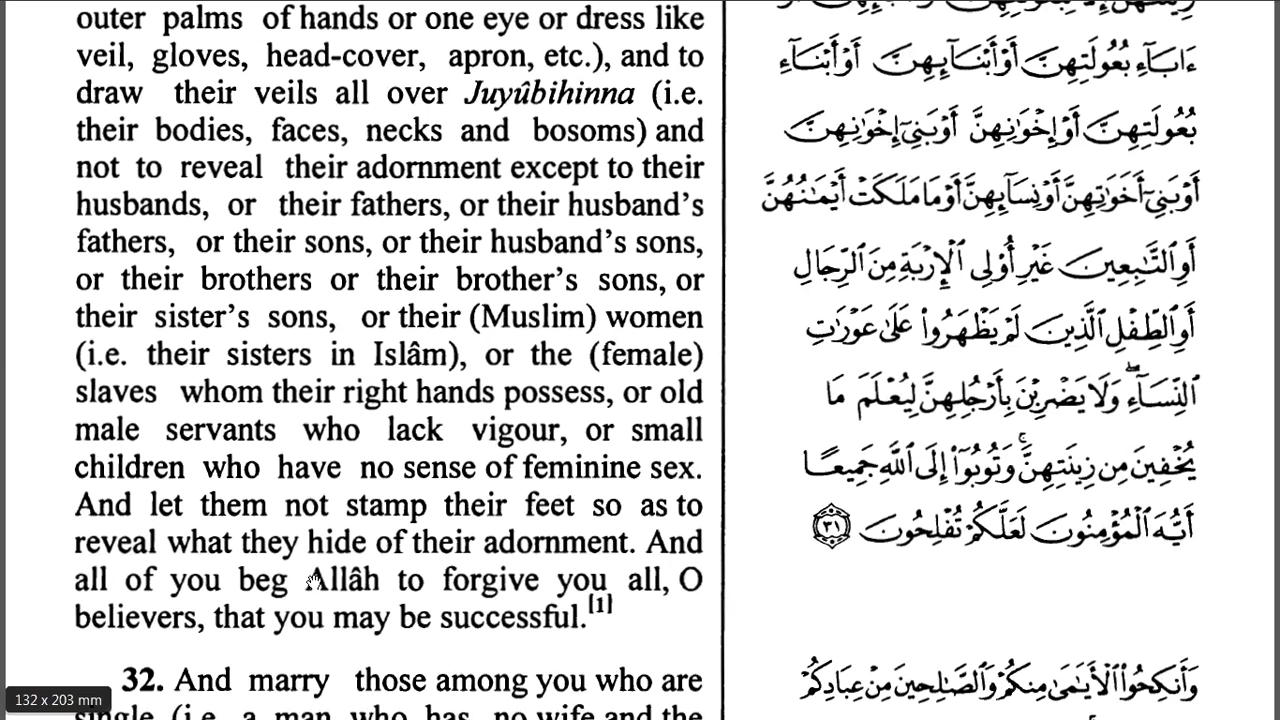 outer palms of hands or one eye or dress like
veil, gloves, head-cover, apron, etc.), and to
draw their veils all over Juyûbihinna (i.e.
their bodies, faces, necks and bosoms) and
not to reveal their adornment except to their
husbands, or their fathers, or their husband's
fathers, or their sons, or their husband's sons,
or their brothers or their brother's sons, or
their sister's sons, or their (Muslim) women
(i.e. their sisters in Islâm), or the (female)
slaves whom their right hands possess, or old
male servants who lack vigour, or small
children who have no sense of feminine sex.
And let them not stamp their feet so as to
reveal what they hide of their adornment. And
all of you beg Allâh to forgive you all, O
believers, that you may be successful.[1]
32. And marry those among you who are
single (i.e. a man who has no wife and the
ءَابَآءِ بُعُولَتِهِنَّ أَوْ أَبْنَآئِهِنَّ أَوْ أَبْنَآءِ
بُعُولَتِهِنَّ أَوْ إِخْوَٰنِهِنَّ أَوْ بَنِىٓ إِخْوَٰنِهِنَّ
أَوْ بَنِىٓ أَخَوَٰتِهِنَّ أَوْ نِسَآئِهِنَّ أَوْ مَا مَلَكَتْ أَيْمَٰنُهُنَّ
أَوِ ٱلتَّٰبِعِينَ غَيْرِ أُو۟لِى ٱلْإِرْبَةِ مِنَ ٱلرِّجَالِ
أَوِ ٱلطِّفْلِ ٱلَّذِينَ لَمْ يَظْهَرُوا۟ عَلَىٰ عَوْرَٰتِ
ٱلنِّسَآءِ ۖ وَلَا يَضْرِبْنَ بِأَرْجُلِهِنَّ لِيُعْلَمَ مَا
يُخْفِينَ مِن زِينَتِهِنَّ ۚ وَتُوبُوٓا۟ إِلَى ٱللَّهِ جَمِيعًا
أَيُّهَ ٱلْمُؤْمِنُونَ لَعَلَّكُمْ تُفْلِحُونَ ٣١
وَأَنكِحُوا۟ ٱلْأَيَٰمَىٰ مِنكُمْ وَٱلصَّٰلِحِينَ مِنْ عِبَادِكُمْ
132 x 203 mm